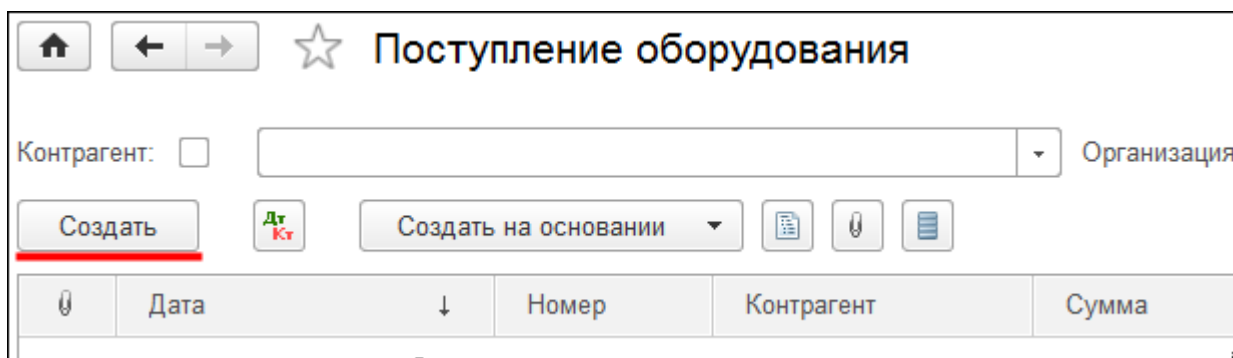 Поступление оборудования
Контрагент:
Организация
Создать
Дт Кт
Создать на основании
Дата
Номер
Контрагент
Сумма